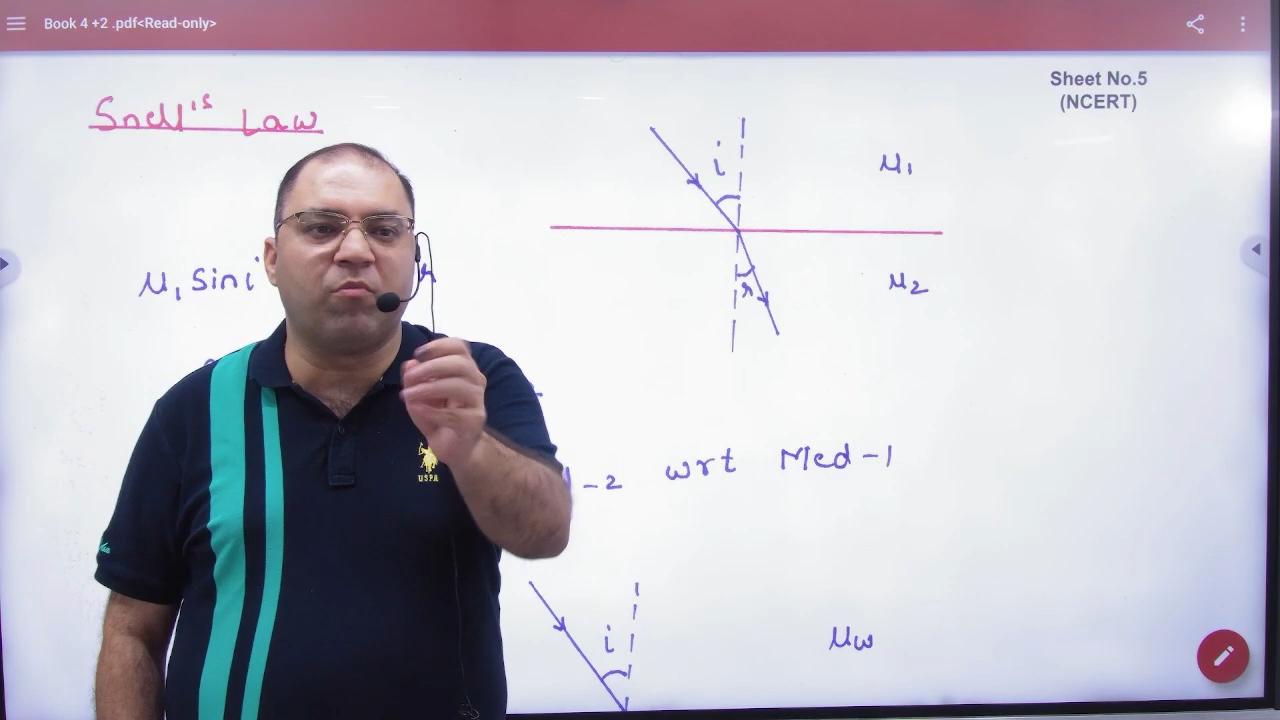 Book 4 +2 .pdf<Read-only>
Sheet No.5
(NCERT)
Snell's Law
i
μ₁
μ₁ sin i
r
μ₂
-2 wrt Med-1
i
μw
USPA